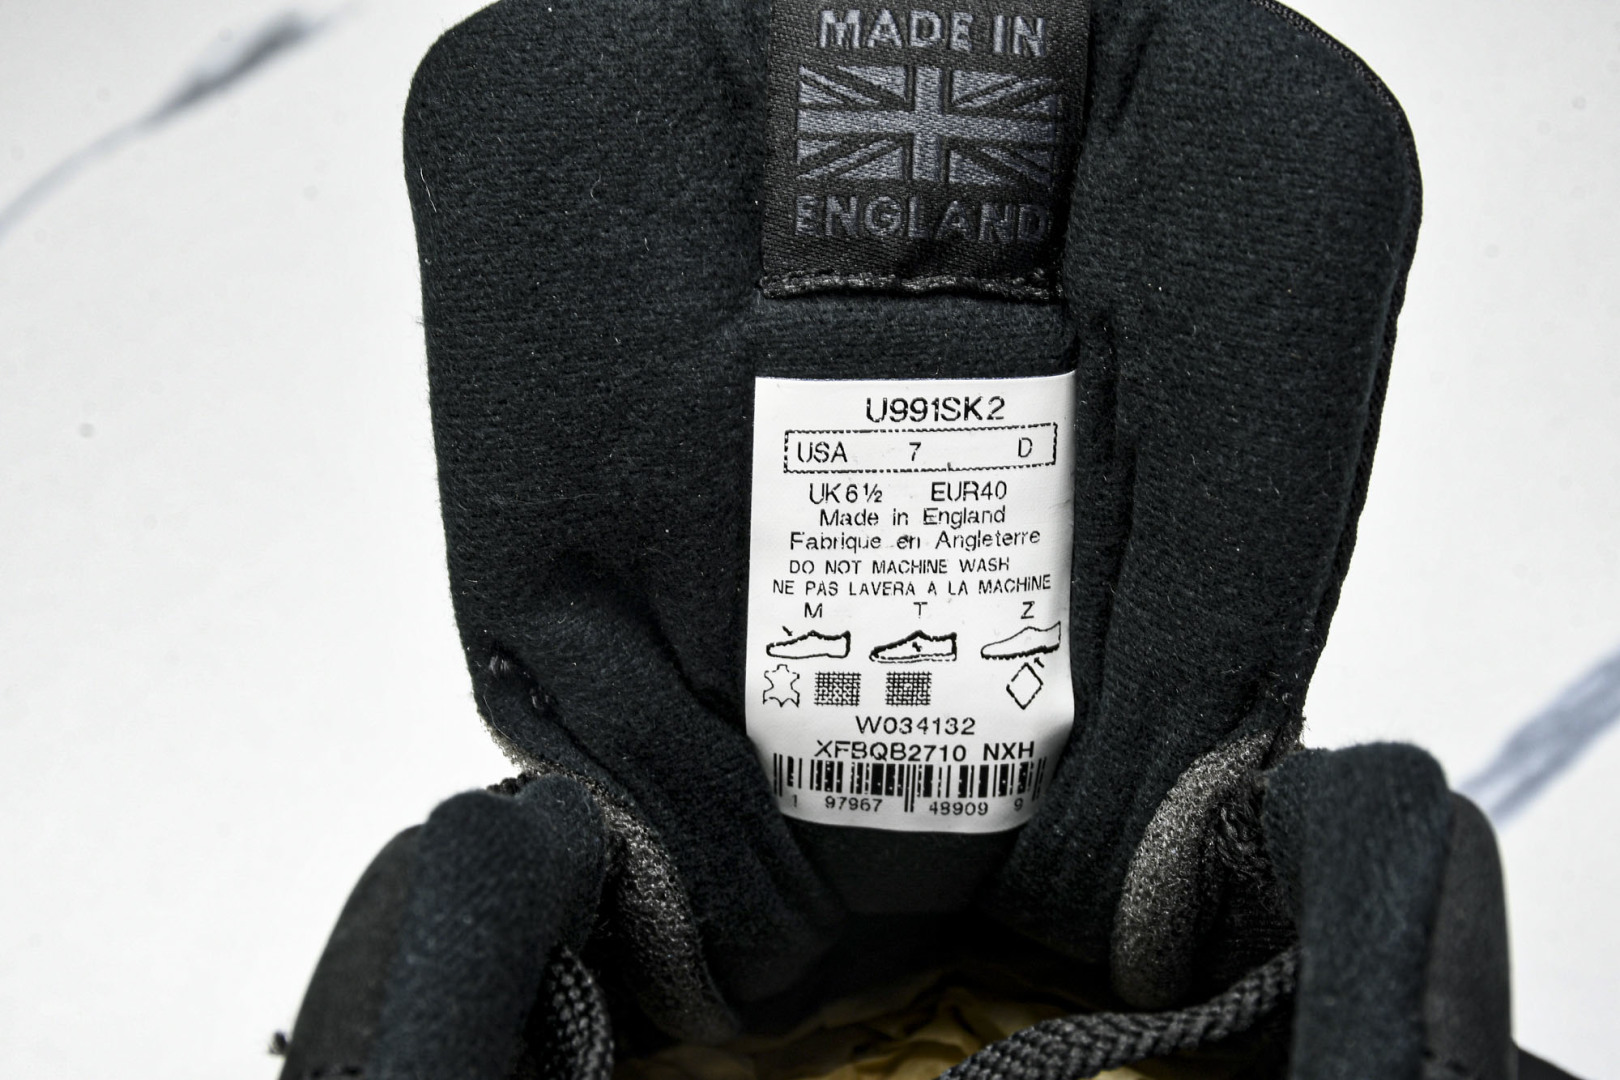 MADE IN
ENGLAND
U991SK2
USA 7 D
UK 6½ EUR40
Made in England
Fabrique en Angleterre
DO NOT MACHINE WASH
NE PAS LAVERA A LA MACHINE
M T Z
W034132
XFBQB2710 NXH
1 97967 48909 9